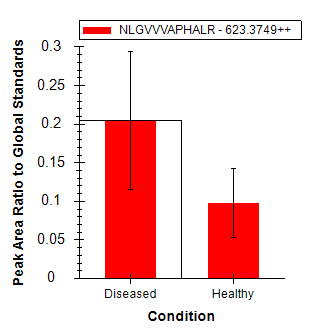 NLGVVVAPHALR - 623.3749++
0.3
0.25
0.2
0.15
0.1
0.05
0
Peak Area Ratio to Global Standards
Diseased Healthy
Condition